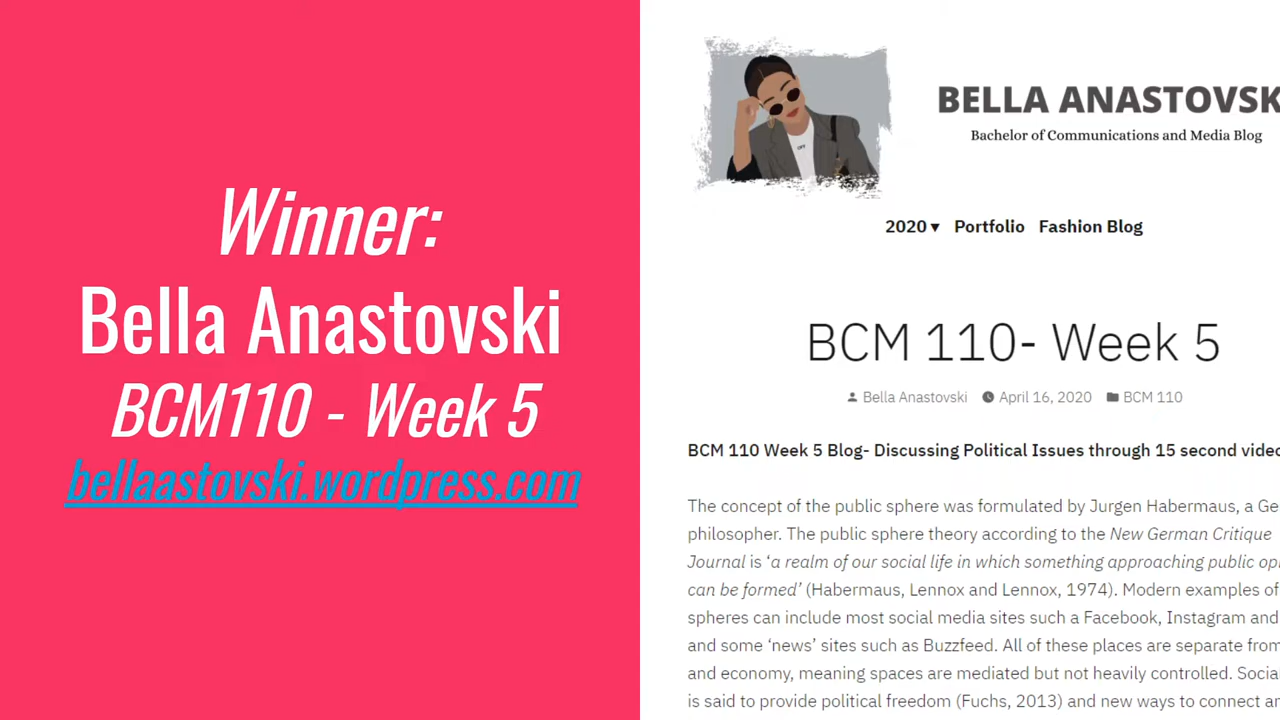 Winner:
Bella Anastovski
BCM110 - Week 5
bellaastovski.wordpress.com
BELLA ANASTOVSK
Bachelor of Communications and Media Blog
2020▼ Portfolio Fashion Blog
BCM 110- Week 5
Bella Anastovski April 16, 2020 BCM 110
BCM 110 Week 5 Blog- Discussing Political Issues through 15 second video
The concept of the public sphere was formulated by Jurgen Habermaus, a Ge
philosopher. The public sphere theory according to the New German Critique
Journal is ‘a realm of our social life in which something approaching public opi
can be formed’ (Habermaus, Lennox and Lennox, 1974). Modern examples of
spheres can include most social media sites such a Facebook, Instagram and
and some ‘news’ sites such as Buzzfeed. All of these places are separate from
and economy, meaning spaces are mediated but not heavily controlled. Socia
is said to provide political freedom (Fuchs, 2013) and new ways to connect an